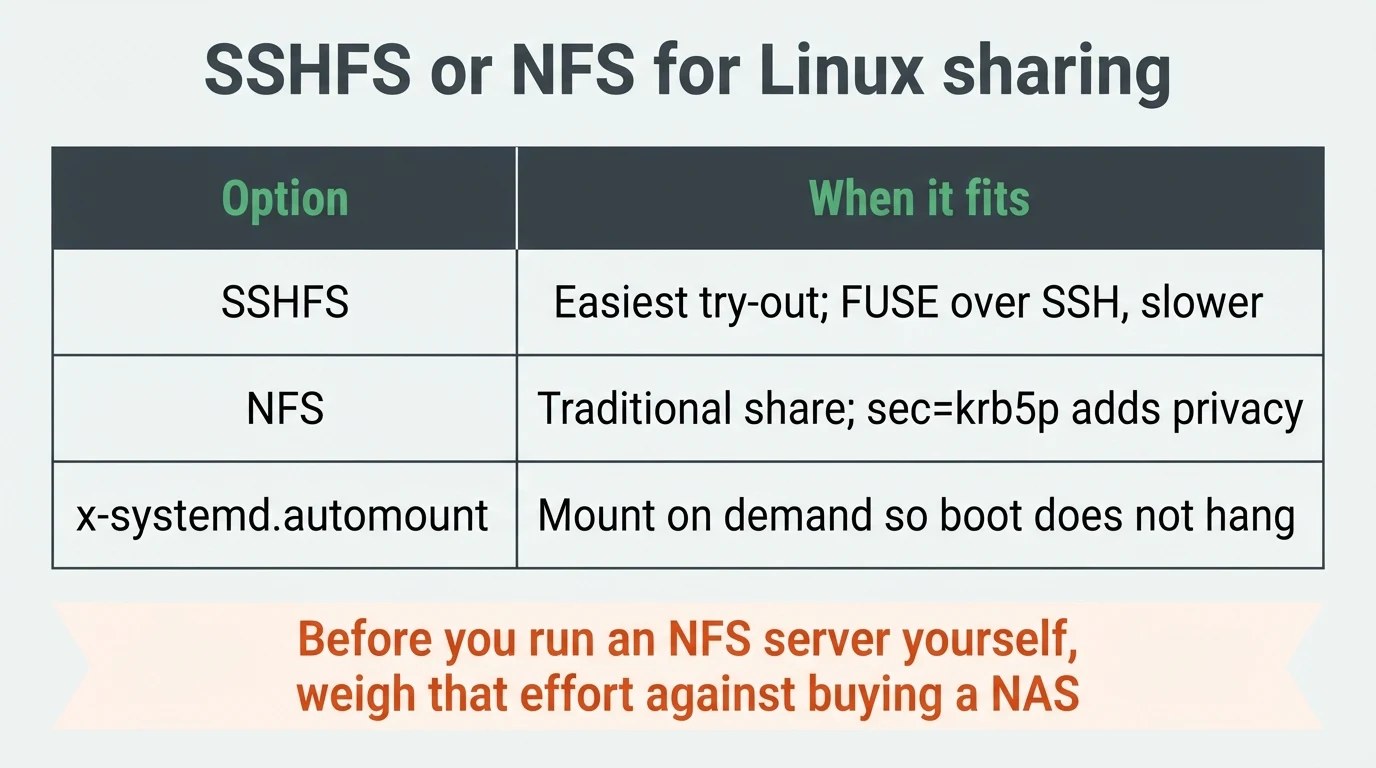 SSHFS or NFS for Linux sharing
Option
When it fits
SSHFS
Easiest try-out; FUSE over SSH, slower
NFS
Traditional share; sec=krb5p adds privacy
x-systemd.automount
Mount on demand so boot does not hang
Before you run an NFS server yourself,
weigh that effort against buying a NAS